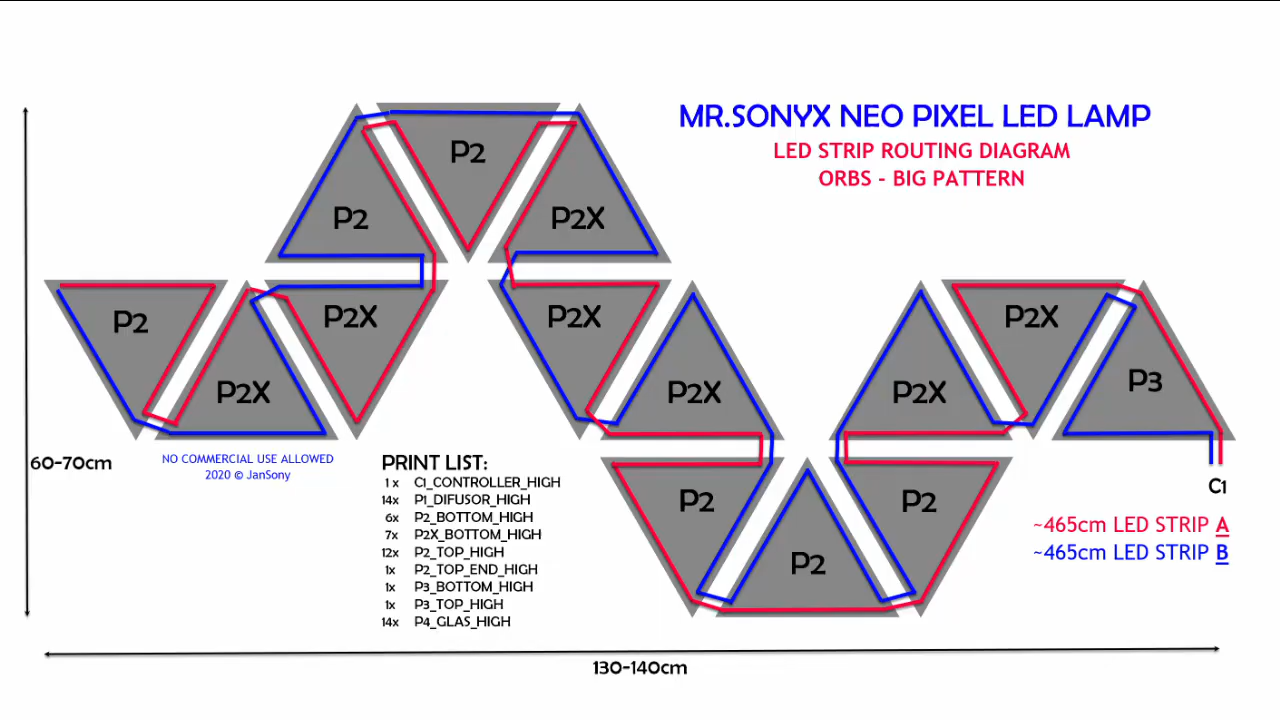 MR.SONYX NEO PIXEL LED LAMP
LED STRIP ROUTING DIAGRAM
ORBS - BIG PATTERN
P2
P2
P2X
P2
P2X
P2X
P2X
P2X
P2X
P2X
P3
P2
P2
P2
60-70cm
NO COMMERCIAL USE ALLOWED
2020 © JanSony
PRINT LIST:
1 x C1_CONTROLLER_HIGH
14x P1_DIFUSOR_HIGH
6x P2_BOTTOM_HIGH
7x P2X_BOTTOM_HIGH
12x P2_TOP_HIGH
1x P2_TOP_END_HIGH
1x P3_BOTTOM_HIGH
1x P3_TOP_HIGH
14x P4_GLAS_HIGH
C1
~465cm LED STRIP A
~465cm LED STRIP B
130-140cm